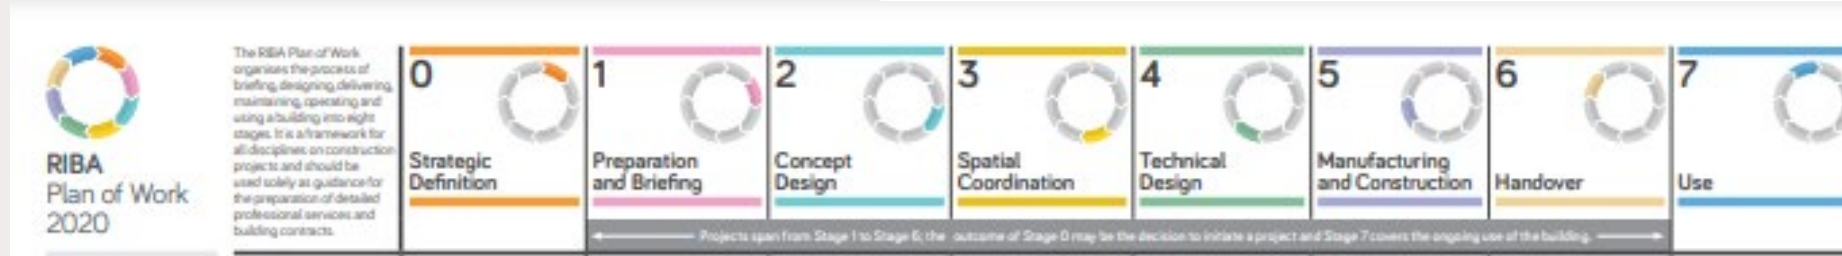 RIBA
Plan of Work
2020
The RIBA Plan of Work
organises the process of
briefing, designing, delivering,
maintaining, operating and
using a building into eight
stages. It is a framework for
all disciplines on construction
projects and should be
used solely as guidance for
the preparation of detailed
professional services and
building contracts.
0
Strategic
Definition
1
Preparation
and Briefing
2
Concept
Design
3
Spatial
Coordination
4
Technical
Design
5
Manufacturing
and Construction
6
Handover
7
Use
Projects span from Stage 1 to Stage 6; the outcome of Stage 0 may be the decision to initiate a project and Stage 7 covers the ongoing use of the building.